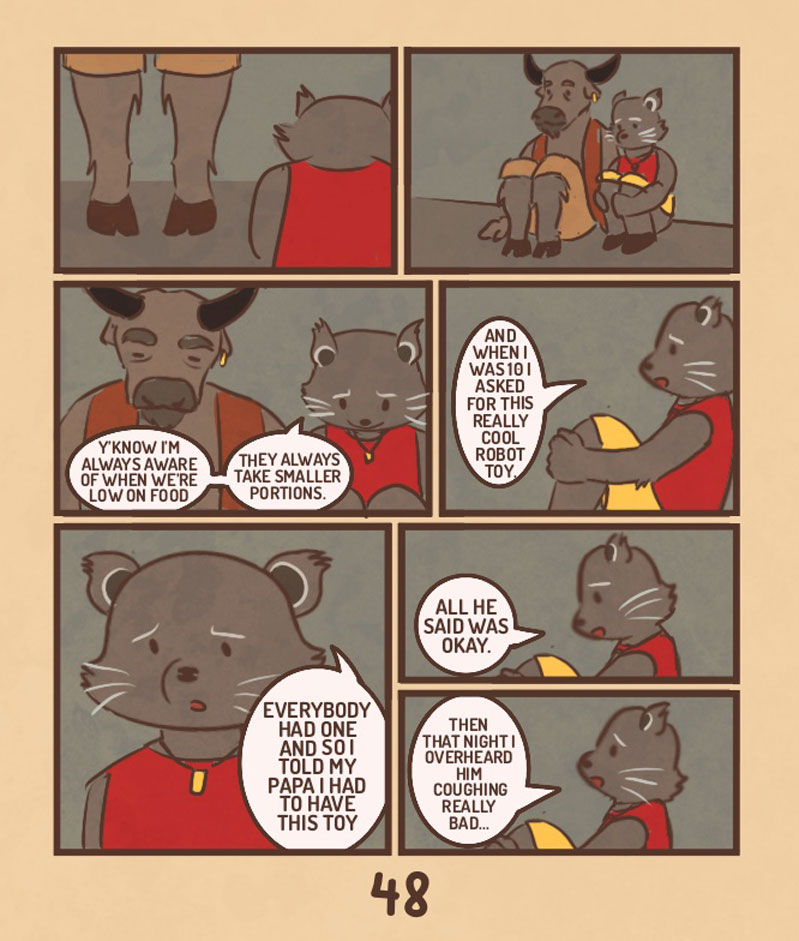 Y'KNOW I'M
ALWAYS AWARE
OF WHEN WE'RE
LOW ON FOOD
THEY ALWAYS
TAKE SMALLER
PORTIONS.
AND
WHEN I
WAS 10 I
ASKED
FOR THIS
REALLY
COOL
ROBOT
TOY.
EVERYBODY
HAD ONE
AND SO I
TOLD MY
PAPA I HAD
TO HAVE
THIS TOY
ALL HE
SAID WAS
OKAY.
THEN
THAT NIGHT I
OVERHEARD
HIM
COUGHING
REALLY
BAD...
48